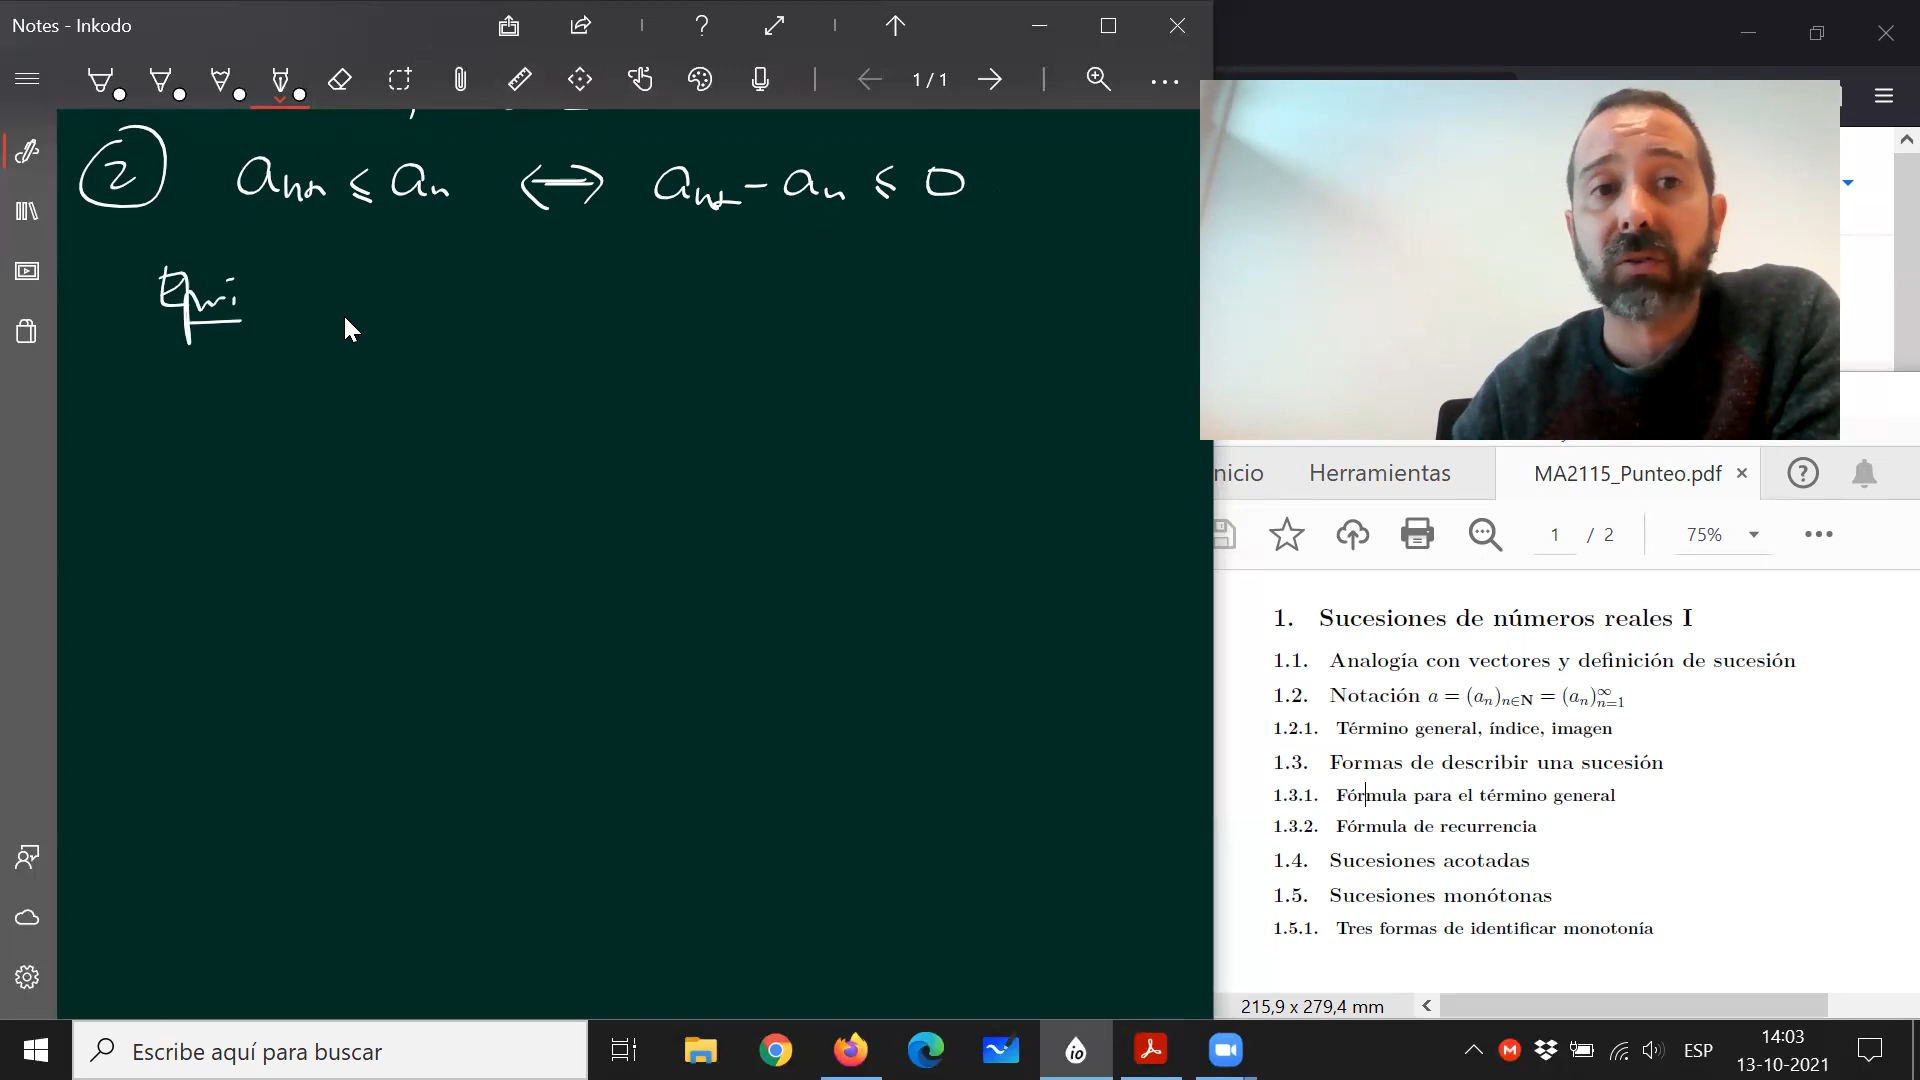 Notes - Inkodo
1 / 1
② aₙ₊₁ ≤ aₙ ⟺ aₙ₊₁ - aₙ ≤ 0
nicio Herramientas MA2115_Punteo.pdf ×
1 / 2 75%
1. Sucesiones de números reales I
1.1. Analogía con vectores y definición de sucesión
1.2. Notación a = (aₙ)ₙ∈N = (aₙ)∞ₙ=1
1.2.1. Término general, índice, imagen
1.3. Formas de describir una sucesión
1.3.1. Fórmula para el término general
1.3.2. Fórmula de recurrencia
1.4. Sucesiones acotadas
1.5. Sucesiones monótonas
1.5.1. Tres formas de identificar monotonía
215,9 x 279,4 mm
Escribe aquí para buscar
ESP
14:03
13-10-2021